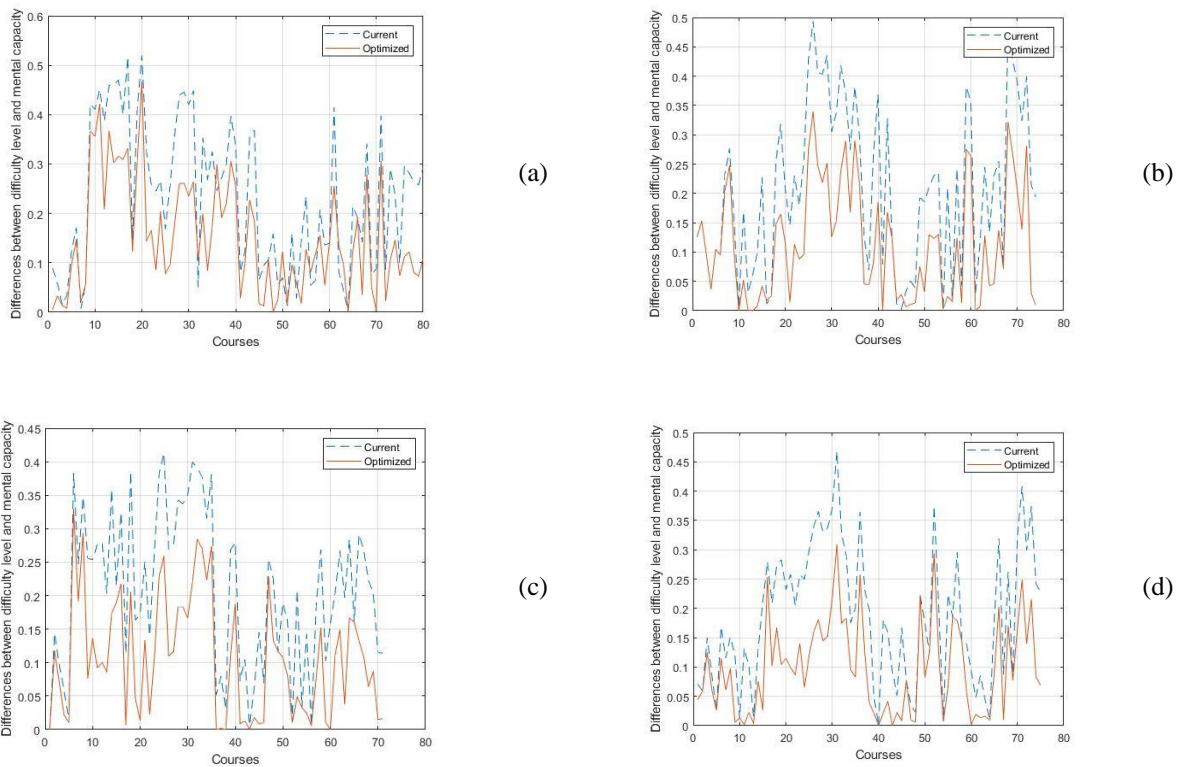 Differences between difficulty level and mental capacity
0.6
0.5
0.4
0.3
0.2
0.1
0
0 10 20 30 40 50 60 70 80
Courses
Current
Optimized
(a)
Differences between difficulty level and mental capacity
0.5
0.45
0.4
0.35
0.3
0.25
0.2
0.15
0.1
0.05
0
0 10 20 30 40 50 60 70 80
Courses
Current
Optimized
(b)
Differences between difficulty level and mental capacity
0.45
0.4
0.35
0.3
0.25
0.2
0.15
0.1
0.05
0
0 10 20 30 40 50 60 70 80
Courses
Current
Optimized
(c)
Differences between difficulty level and mental capacity
0.5
0.45
0.4
0.35
0.3
0.25
0.2
0.15
0.1
0.05
0
0 10 20 30 40 50 60 70 80
Courses
Current
Optimized
(d)